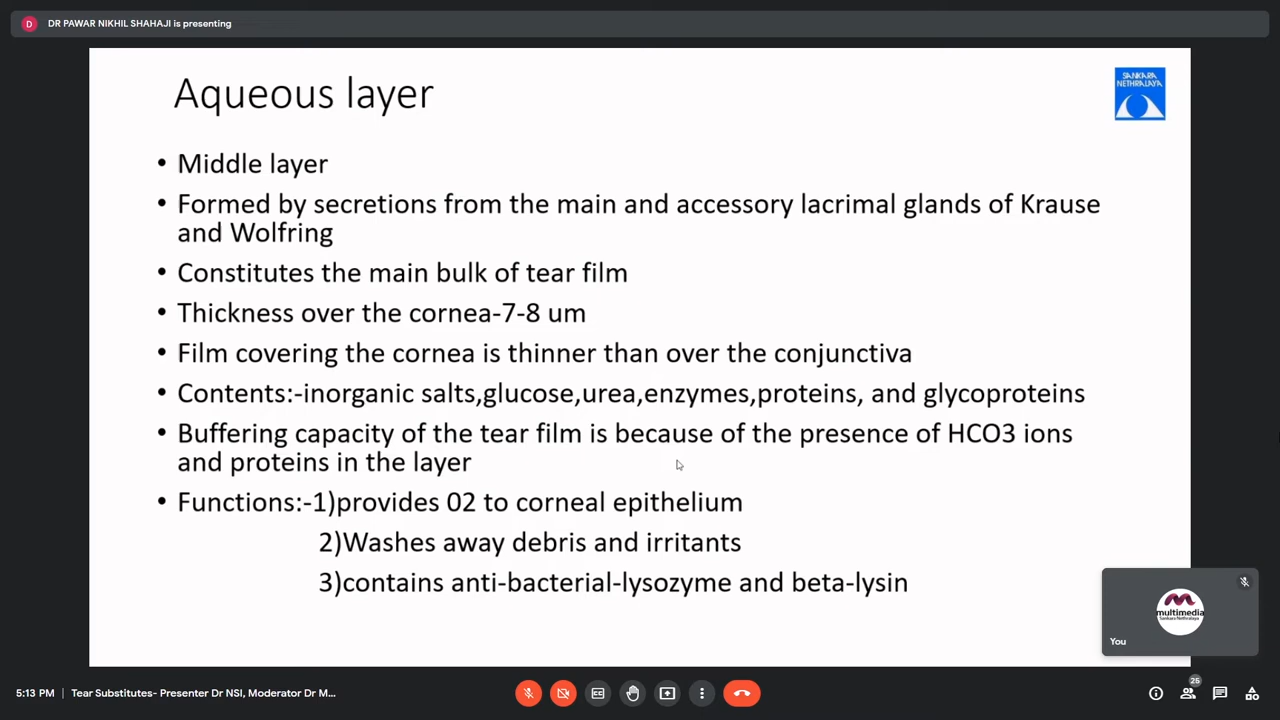 D DR PAWAR NIKHIL SHAHAJI is presenting
Aqueous layer
SANKARA
NETHRALAYA
• Middle layer
• Formed by secretions from the main and accessory lacrimal glands of Krause
and Wolfring
• Constitutes the main bulk of tear film
• Thickness over the cornea-7-8 um
• Film covering the cornea is thinner than over the conjunctiva
• Contents:-inorganic salts,glucose,urea,enzymes,proteins, and glycoproteins
• Buffering capacity of the tear film is because of the presence of HCO3 ions
and proteins in the layer
• Functions:-1)provides 02 to corneal epithelium
2)Washes away debris and irritants
3)contains anti-bacterial-lysozyme and beta-lysin
multimedia
Sankara Nethralaya
You
5:13 PM | Tear Substitutes- Presenter Dr NSI, Moderator Dr M...
25